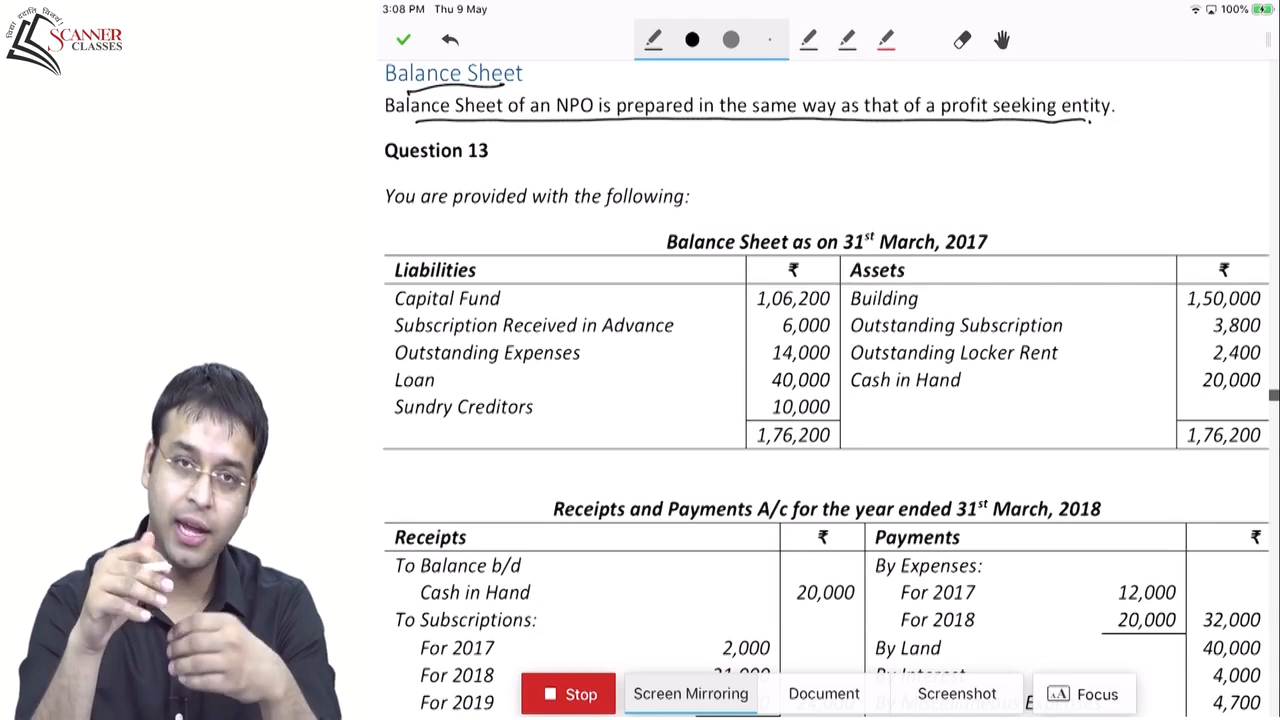 विद्या ददाति विनयं।
SCANNER
CLASSES
3:08 PM Thu 9 May
100%
Balance Sheet
Balance Sheet of an NPO is prepared in the same way as that of a profit seeking entity.
Question 13
You are provided with the following:
Balance Sheet as on 31st March, 2017
Liabilities ₹ Assets ₹
Capital Fund 1,06,200 Building 1,50,000
Subscription Received in Advance 6,000 Outstanding Subscription 3,800
Outstanding Expenses 14,000 Outstanding Locker Rent 2,400
Loan 40,000 Cash in Hand 20,000
Sundry Creditors 10,000
1,76,200 1,76,200
Receipts and Payments A/c for the year ended 31st March, 2018
Receipts ₹ Payments ₹
To Balance b/d By Expenses:
Cash in Hand 20,000 For 2017 12,000
To Subscriptions: For 2018 20,000 32,000
For 2017 2,000 By Land 40,000
For 2018 4,000
For 2019 4,700
Stop Screen Mirroring Document Screenshot AA Focus